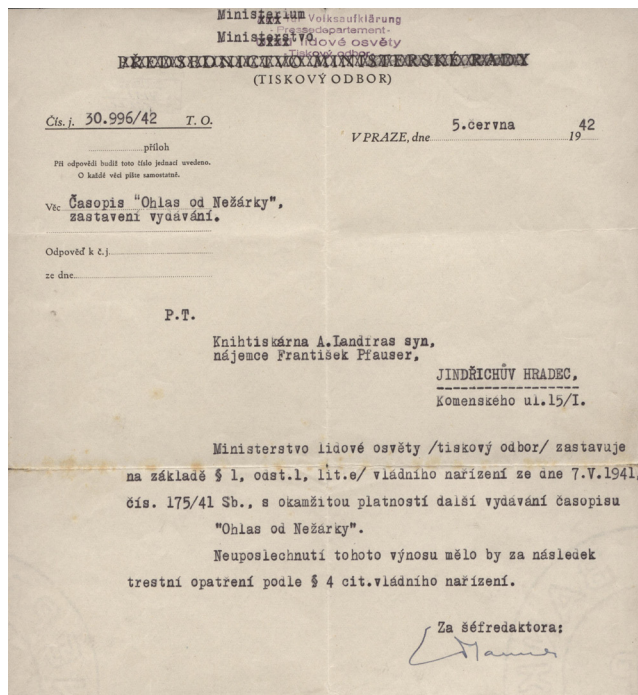 Ministerium
für Volksaufklärung
-Pressedepartement-
Ministerstvo
lidové osvěty
-Tiskový odbor-
PŘEDSEDNICTVO MINISTERSKÉ RADY
(TISKOVÝ ODBOR)
Čís. j. 30.996/42 T. O.
V PRAZE, dne 5.června 19 42
příloh
Při odpovědi budiž toto číslo jednací uvedeno.
O každé věci pište samostatně.
Věc Časopis "Ohlas od Nežárky",
zastavení vydávání.
Odpověď k č.j.
ze dne
P.T.
Knihtiskárna A.Landfras syn,
nájemce František Pfauser,
JINDŘICHŮV HRADEC,
Komenského ul.15/I.
Ministerstvo lidové osvěty /tiskový odbor/ zastavuje
na základě § 1, odst.1, lit.e/ vládního nařízení ze dne 7.V.1941,
čís. 175/41 Sb., s okamžitou platností další vydávání časopisu
"Ohlas od Nežárky".
Neuposlechnutí tohoto výnosu mělo by za následek
trestní opatření podle § 4 cit.vládního nařízení.
Za šéfredaktora: